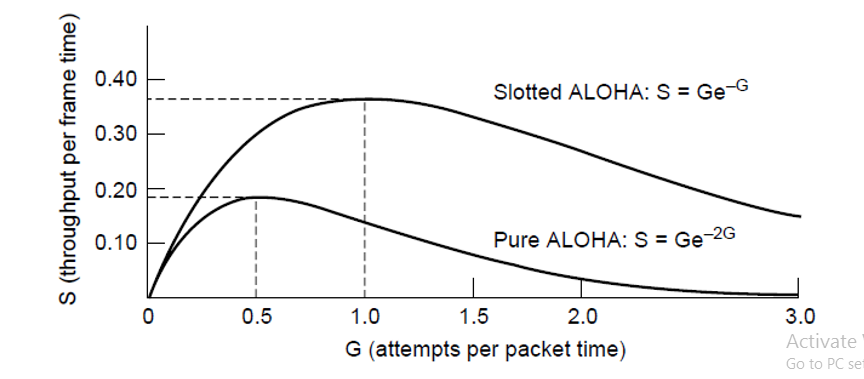 S (throughput per frame time)
0.40
0.30
0.20
0.10
Slotted ALOHA: S = Ge⁻ᴳ
Pure ALOHA: S = Ge⁻²ᴳ
0 0.5 1.0 1.5 2.0 3.0
G (attempts per packet time)
Activate
Go to PC se